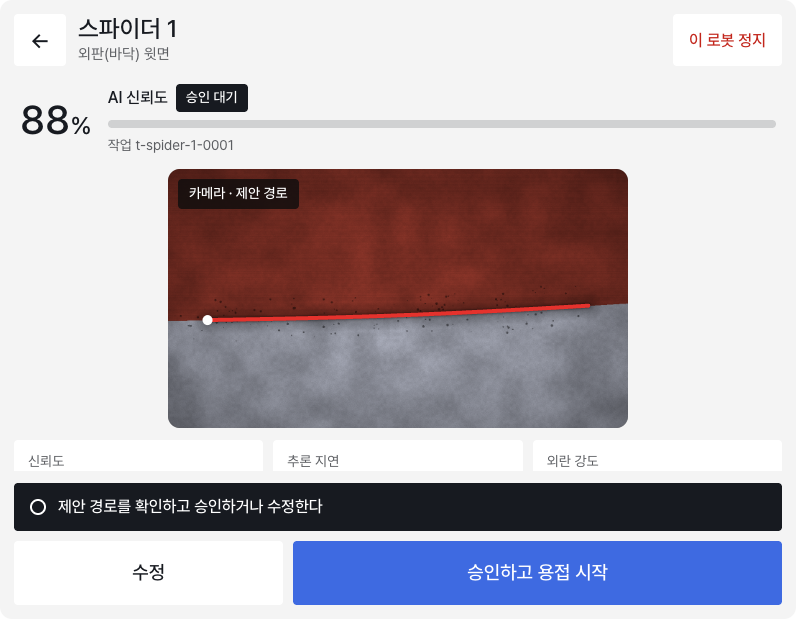 스파이더 1
외판(바닥) 윗면
이 로봇 정지
88%
AI 신뢰도
승인 대기
작업 t-spider-1-0001
카메라 · 제안 경로
신뢰도
추론 지연
외란 강도
제안 경로를 확인하고 승인하거나 수정한다
수정
승인하고 용접 시작